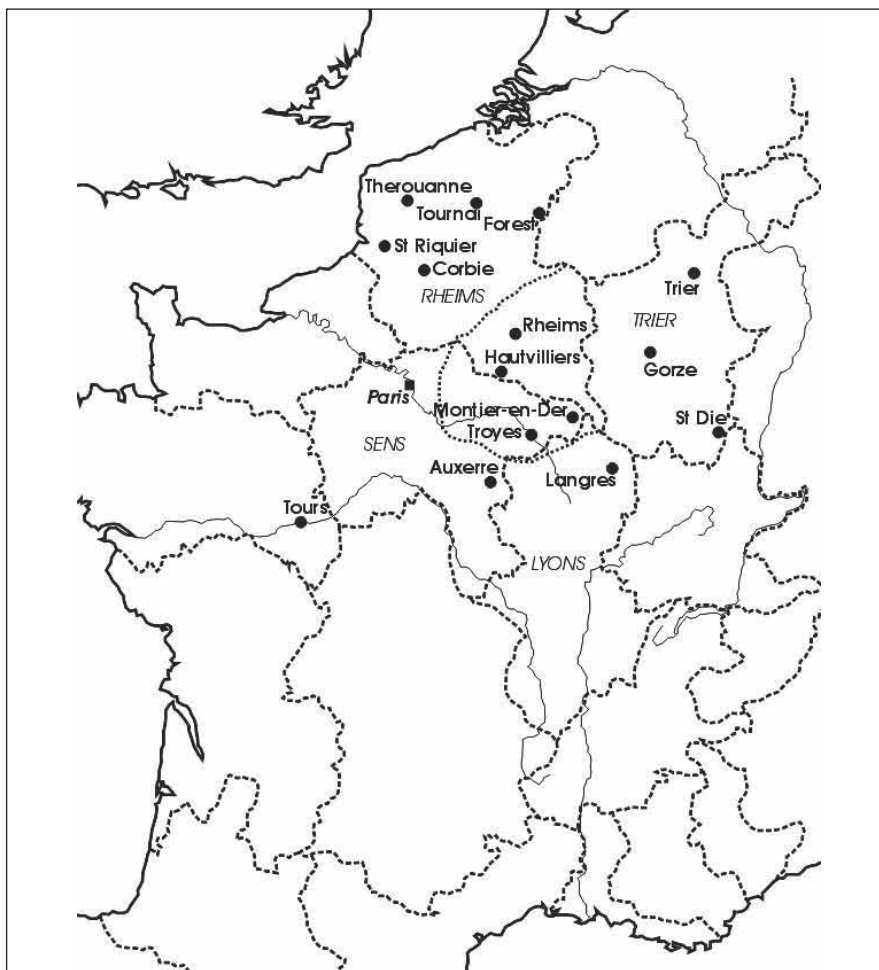 Therouanne
Tournai
Forest
St Riquier
Corbie
RHEIMS
Trier
TRIER
Rheims
Hautvilliers
Gorze
Paris
Montier-en-Der
Troyes
St Die
SENS
Auxerre
Langres
Tours
LYONS